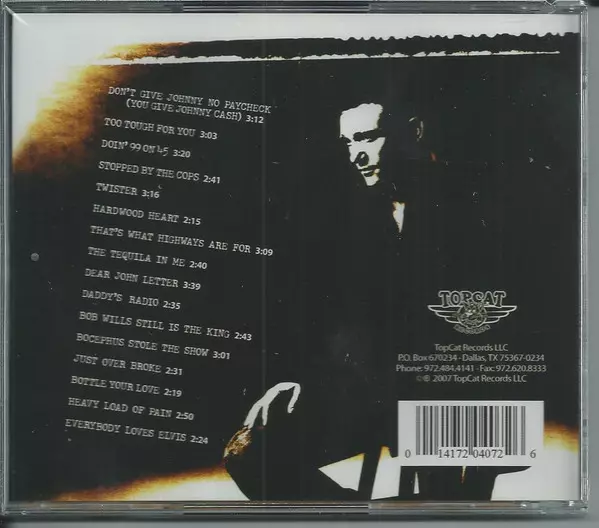 DON'T GIVE JOHNNY NO PAYCHECK
(YOU GIVE JOHNNY CASH) 3:12
TOO TOUGH FOR YOU 3:03
DOIN' 99 ON 45 3:20
STOPPED BY THE COPS 2:41
TWISTER 3:16
HARDWOOD HEART 2:15
THAT'S WHAT HIGHWAYS ARE FOR 3:09
THE TEQUILA IN ME 2:40
DEAR JOHN LETTER 3:39
DADDY'S RADIO 2:35
BOB WILLS STILL IS THE KING 2:43
BOCEPHUS STOLE THE SHOW 3:01
JUST OVER BROKE 2:31
BOTTLE YOUR LOVE 2:19
HEAVY LOAD OF PAIN 2:50
EVERYBODY LOVES ELVIS 2:24
TOPCAT
TopCat Records LLC
P.O. Box 670234 - Dallas, TX 75367-0234
Phone: 972.484.4141 · Fax: 972.620.8333
©℗ 2007 TopCat Records LLC
0 14172 04072 6